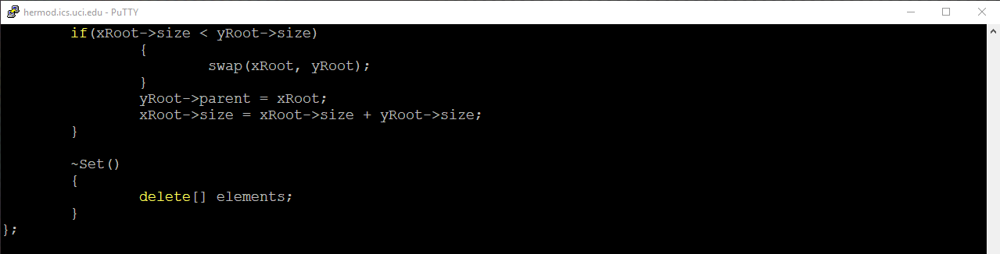 hermod.ics.uci.edu - PuTTY
if(xRoot->size < yRoot->size)
{
swap(xRoot, yRoot);
}
yRoot->parent = xRoot;
xRoot->size = xRoot->size + yRoot->size;
}
~Set()
{
delete[] elements;
}
};